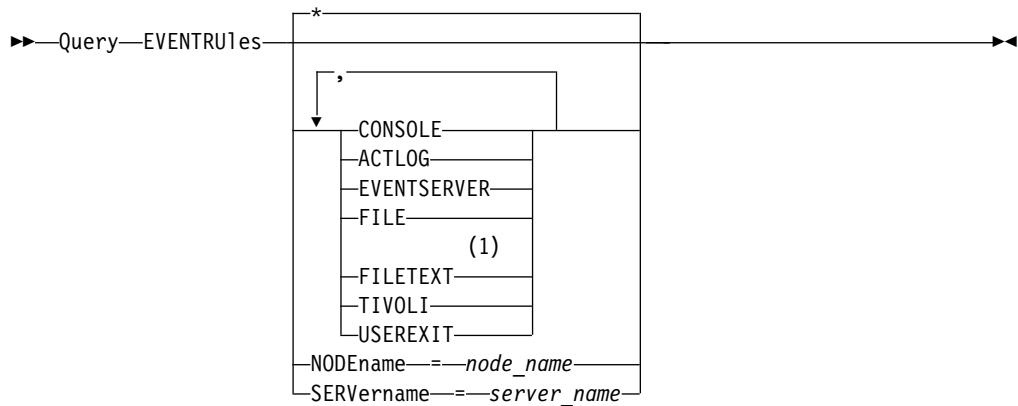 *
Query EVENTRUles
,
CONSOLE
ACTLOG
EVENTSERVER
FILE
(1)
FILETEXT
TIVOLI
USEREXIT
NODEname = node_name
SERVername = server_name